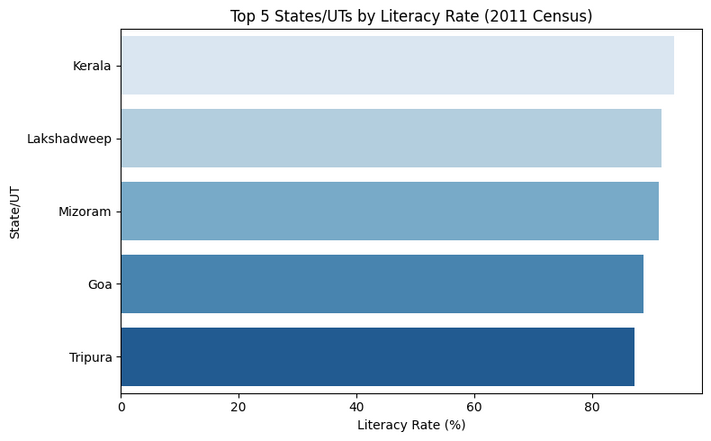 Top 5 States/UTs by Literacy Rate (2011 Census)
State/UT
Kerala
Lakshadweep
Mizoram
Goa
Tripura
0 20 40 60 80
Literacy Rate (%)